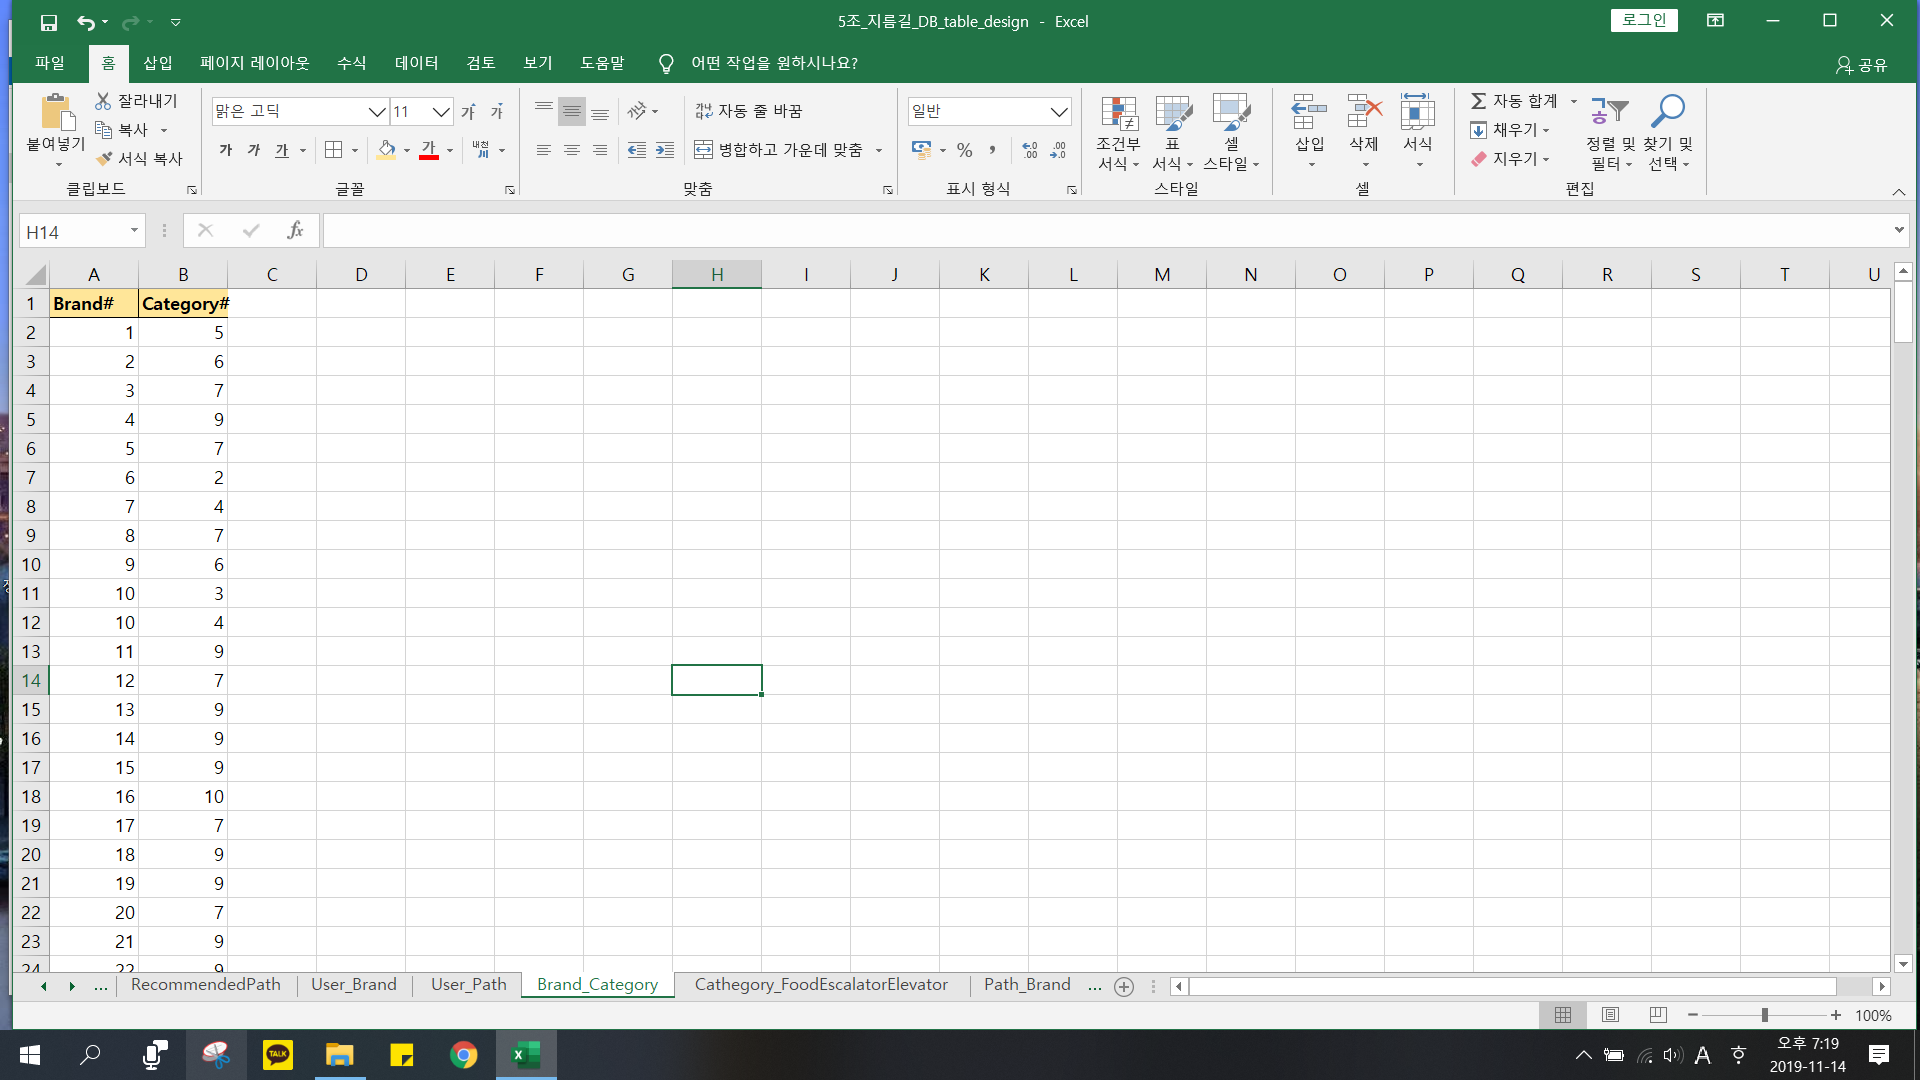 5조_지름길_DB_table_design - Excel
로그인
파일 홈 삽입 페이지 레이아웃 수식 데이터 검토 보기 도움말 어떤 작업을 원하시나요? 공유
붙여넣기
잘라내기
복사
서식 복사
클립보드
맑은 고딕 11
가 가 가 가 내천
글꼴
자동 줄 바꿈
병합하고 가운데 맞춤
맞춤
일반
%
표시 형식
조건부 서식
표 서식
셀 스타일
스타일
삽입 삭제 서식
셀
자동 합계
채우기
지우기
정렬 및 필터
찾기 및 선택
편집
H14 fx
A B C D E F G H I J K L M N O P Q R S T U
1 Brand# Category#
2 1 5
3 2 6
4 3 7
5 4 9
6 5 7
7 6 2
8 7 4
9 8 7
10 9 6
11 10 3
12 10 4
13 11 9
14 12 7
15 13 9
16 14 9
17 15 9
18 16 10
19 17 7
20 18 9
21 19 9
22 20 7
23 21 9
24 22 9
... RecommendedPath User_Brand User_Path Brand_Category Cathegory_FoodEscalatorElevator Path_Brand ...
100%
TALK
A 오후 7:19
2019-11-14